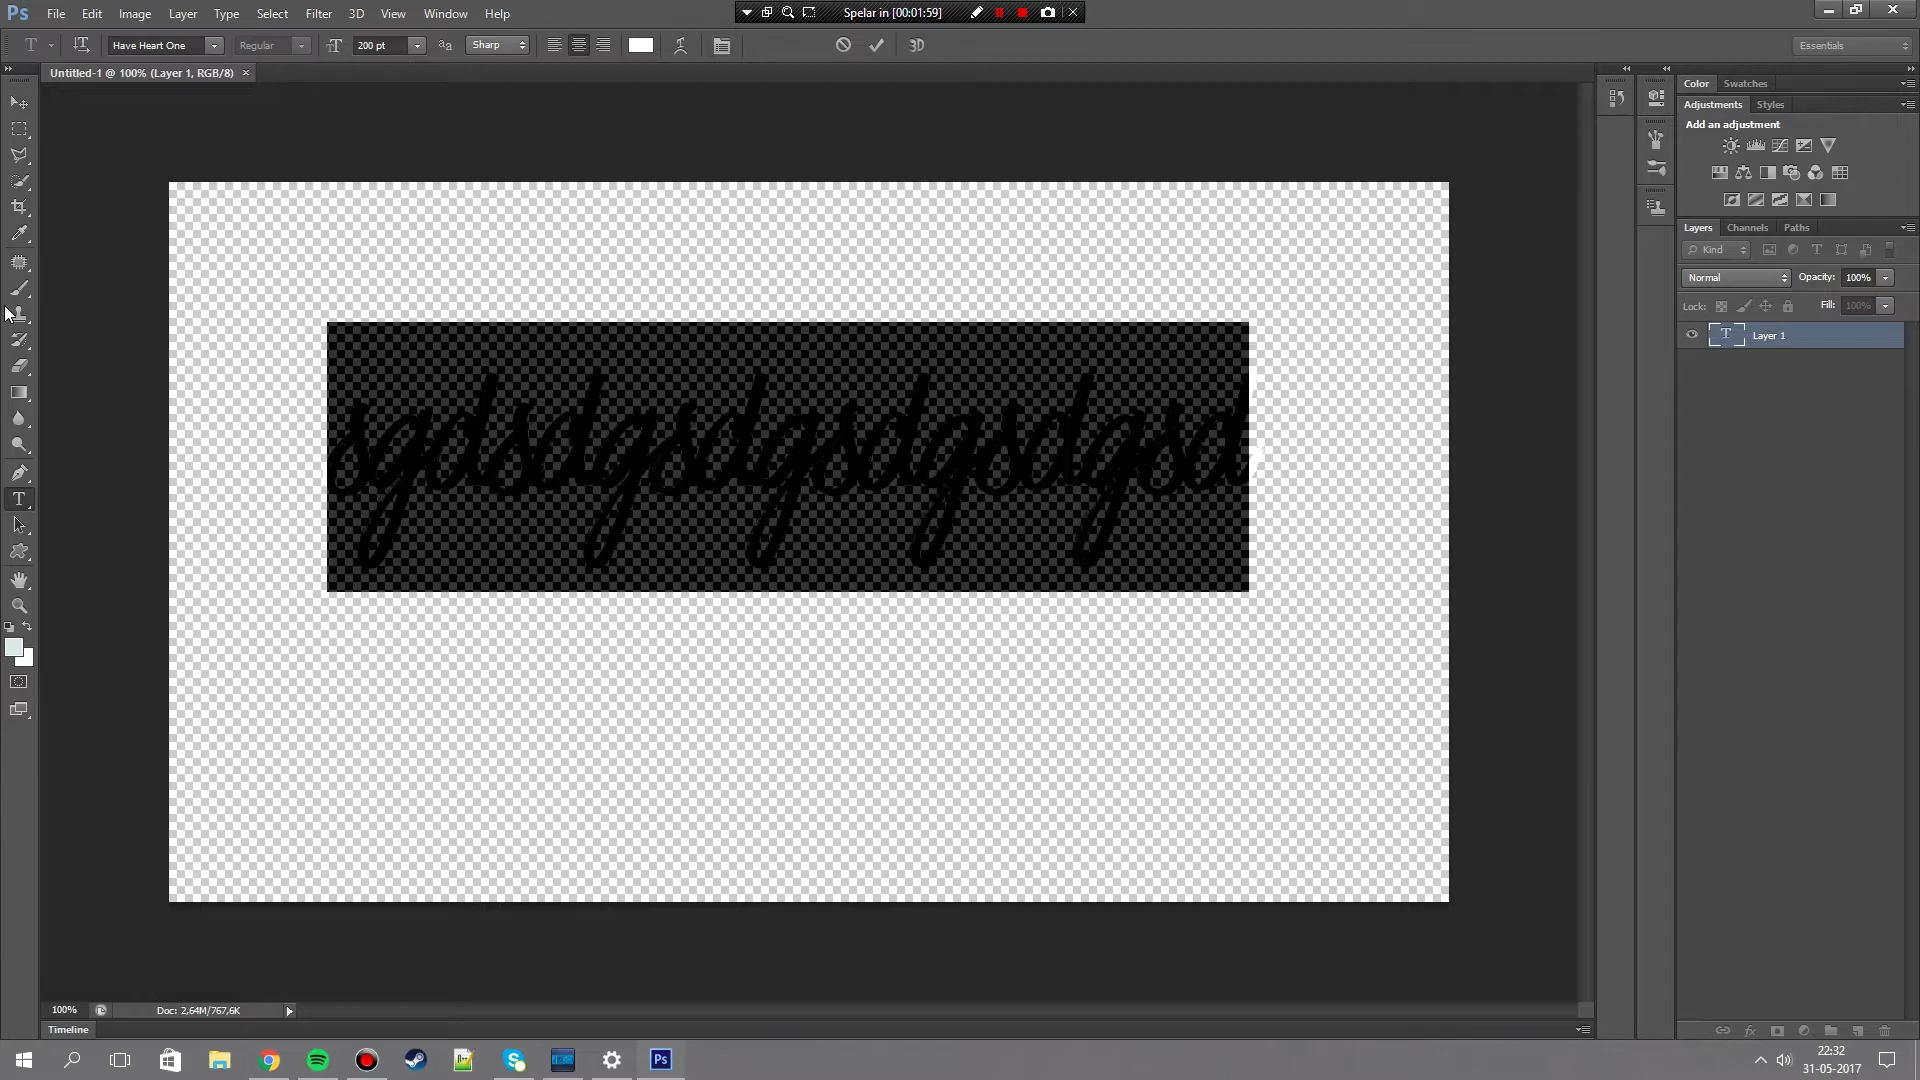 Ps File Edit Image Layer Type Select Filter 3D View Window Help
Spelar in [00:01:59]
T Have Heart One Regular 200 pt Sharp 3D Essentials
Untitled-1 @ 100% (Layer 1, RGB/8)
Color Swatches
Adjustments Styles
Add an adjustment
Layers Channels Paths
Kind
Normal Opacity: 100%
Lock: Fill: 100%
T Layer 1
sgdsdgsdgsdgsdgsd
100% Doc: 2,64M/767,6K
Timeline
Ps
22:32
31-05-2017